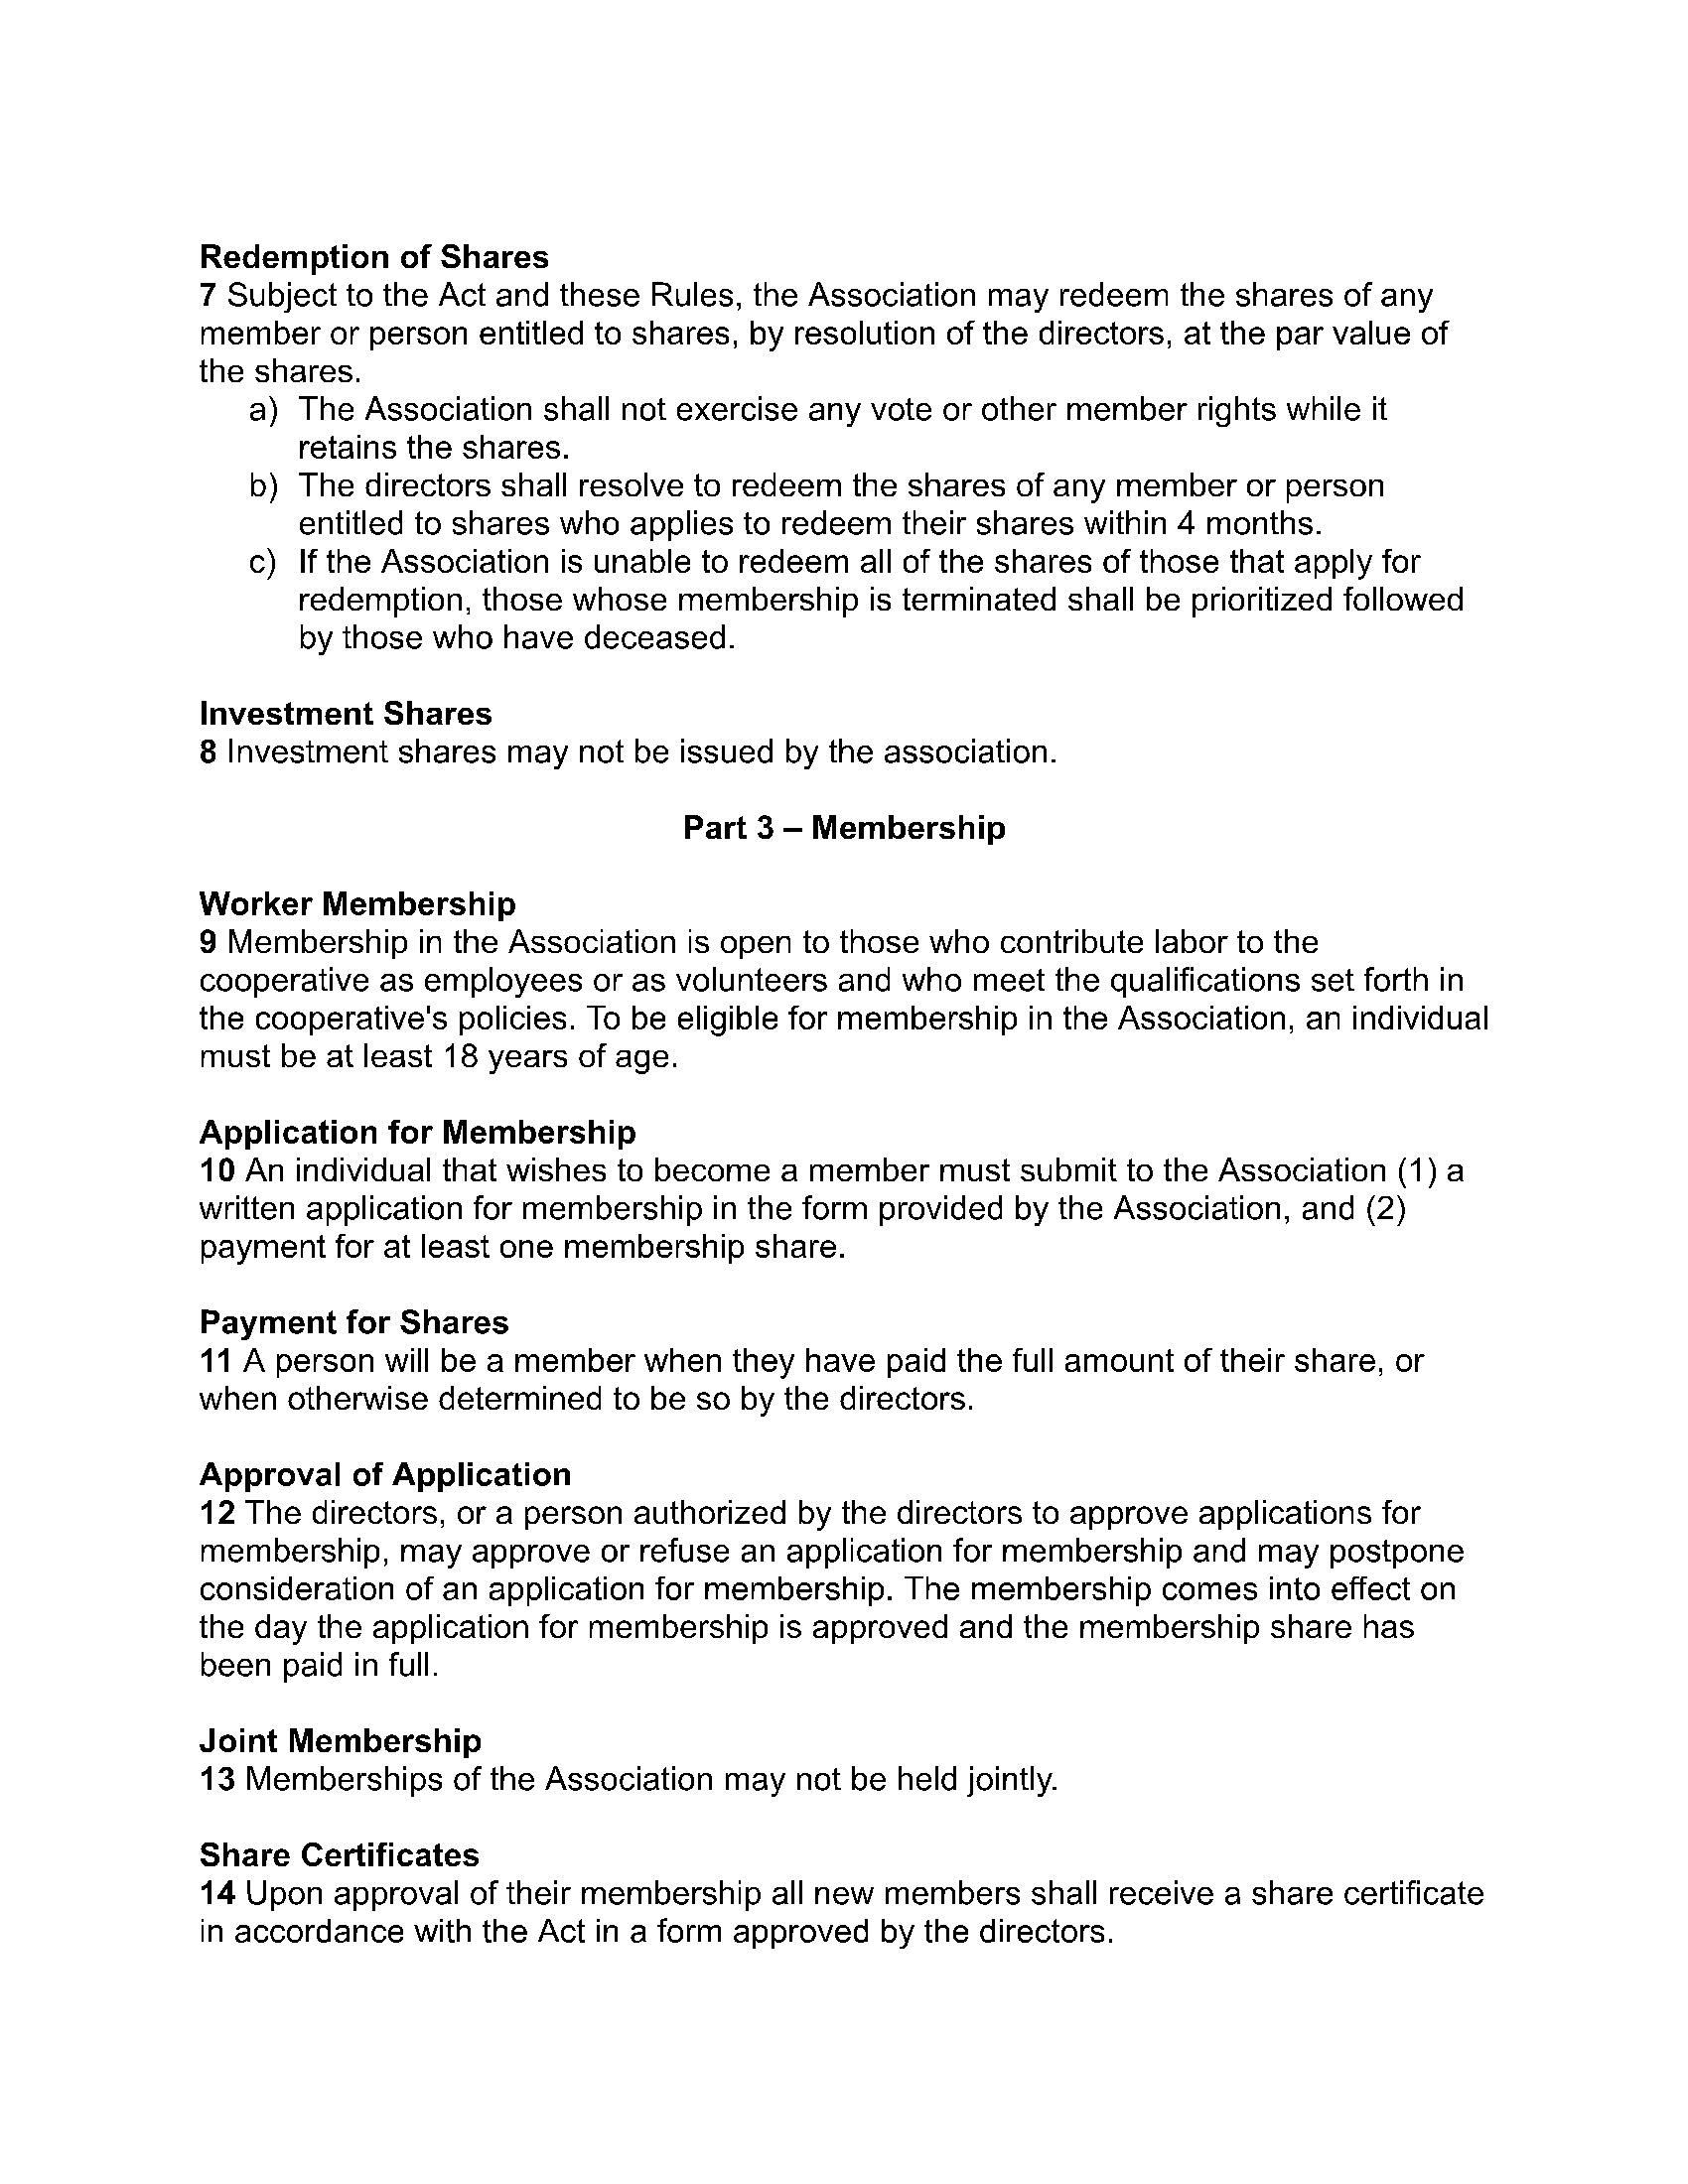 Redemption of Shares
7 Subject to the Act and these Rules, the Association may redeem the shares of any
member or person entitled to shares, by resolution of the directors, at the par value of
the shares.
a) The Association shall not exercise any vote or other member rights while it
retains the shares.
b) The directors shall resolve to redeem the shares of any member or person
entitled to shares who applies to redeem their shares within 4 months.
c) If the Association is unable to redeem all of the shares of those that apply for
redemption, those whose membership is terminated shall be prioritized followed
by those who have deceased.
Investment Shares
8 Investment shares may not be issued by the association.
Part 3 – Membership
Worker Membership
9 Membership in the Association is open to those who contribute labor to the
cooperative as employees or as volunteers and who meet the qualifications set forth in
the cooperative's policies. To be eligible for membership in the Association, an individual
must be at least 18 years of age.
Application for Membership
10 An individual that wishes to become a member must submit to the Association (1) a
written application for membership in the form provided by the Association, and (2)
payment for at least one membership share.
Payment for Shares
11 A person will be a member when they have paid the full amount of their share, or
when otherwise determined to be so by the directors.
Approval of Application
12 The directors, or a person authorized by the directors to approve applications for
membership, may approve or refuse an application for membership and may postpone
consideration of an application for membership. The membership comes into effect on
the day the application for membership is approved and the membership share has
been paid in full.
Joint Membership
13 Memberships of the Association may not be held jointly.
Share Certificates
14 Upon approval of their membership all new members shall receive a share certificate
in accordance with the Act in a form approved by the directors.